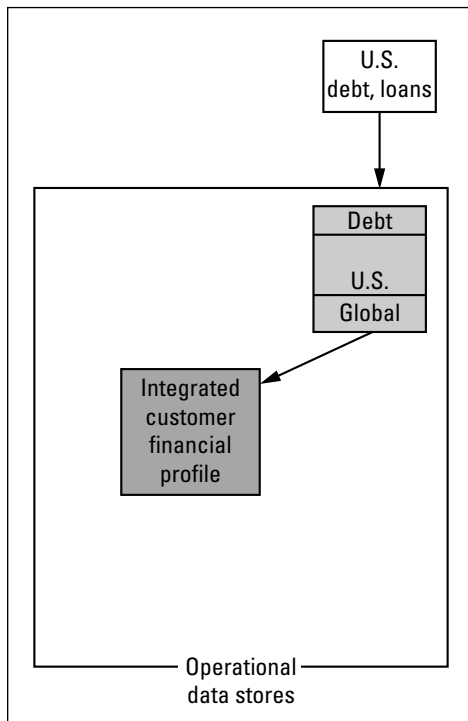 U.S.
debt, loans
Debt
U.S.
Global
Integrated
customer
financial
profile
Operational
data stores